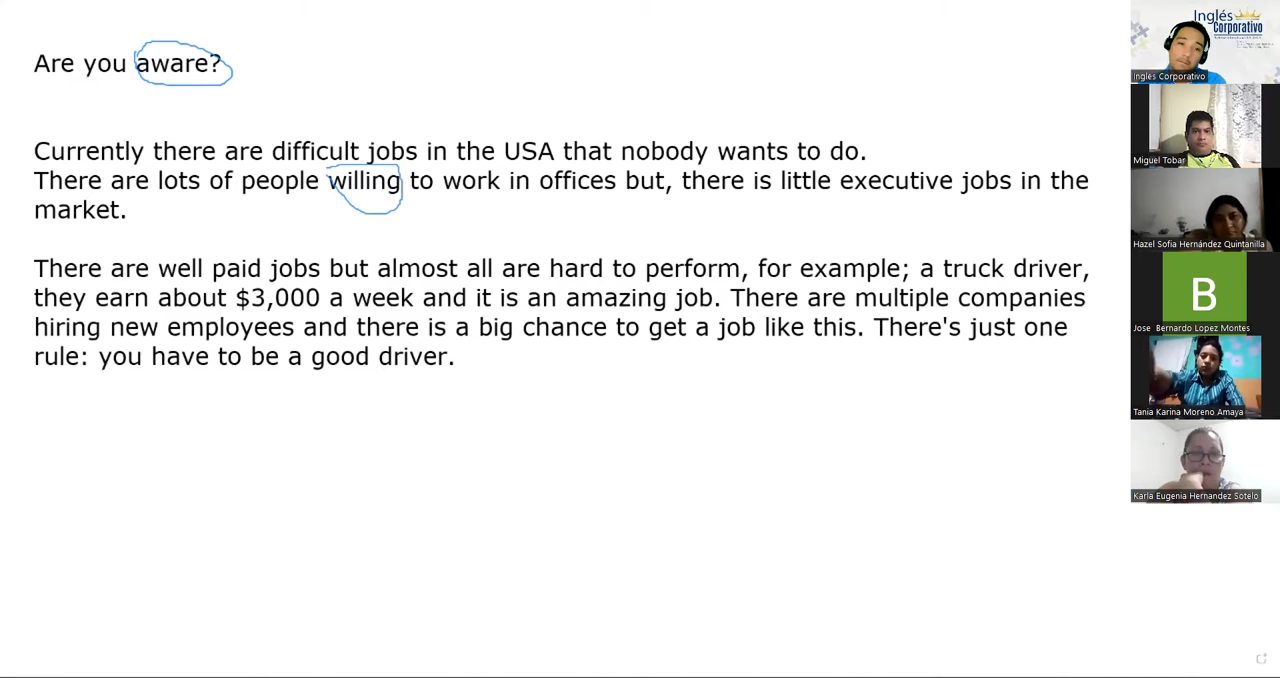 Are you aware?
Currently there are difficult jobs in the USA that nobody wants to do.
There are lots of people willing to work in offices but, there is little executive jobs in the
market.
There are well paid jobs but almost all are hard to perform, for example; a truck driver,
they earn about $3,000 a week and it is an amazing job. There are multiple companies
hiring new employees and there is a big chance to get a job like this. There's just one
rule: you have to be a good driver.
Inglés
Corporativo
Inglés Corporativo
Miguel Tobar
Hazel Sofia Hernández Quintanilla
B
Jose Bernardo Lopez Montes
Tania Karina Moreno Amaya
Karla Eugenia Hernandez Sotelo